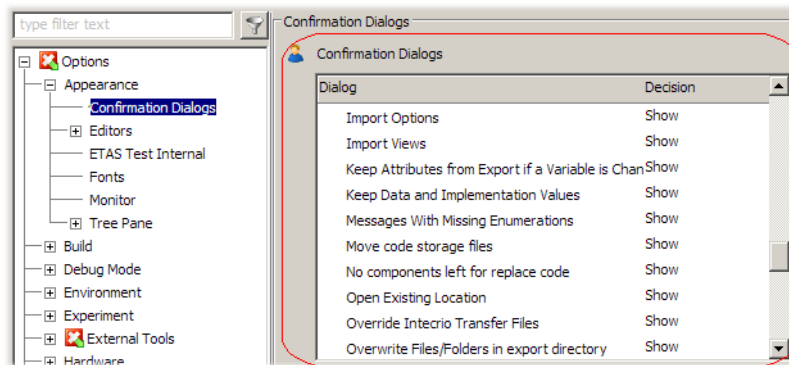 type filter text
Options
Appearance
Confirmation Dialogs
Editors
ETAS Test Internal
Fonts
Monitor
Tree Pane
Build
Debug Mode
Environment
Experiment
External Tools
Hardware
Confirmation Dialogs
Confirmation Dialogs
Dialog Decision
Import Options Show
Import Views Show
Keep Attributes from Export if a Variable is Chan Show
Keep Data and Implementation Values Show
Messages With Missing Enumerations Show
Move code storage files Show
No components left for replace code Show
Open Existing Location Show
Override Intecrio Transfer Files Show
Overwrite Files/Folders in export directory Show